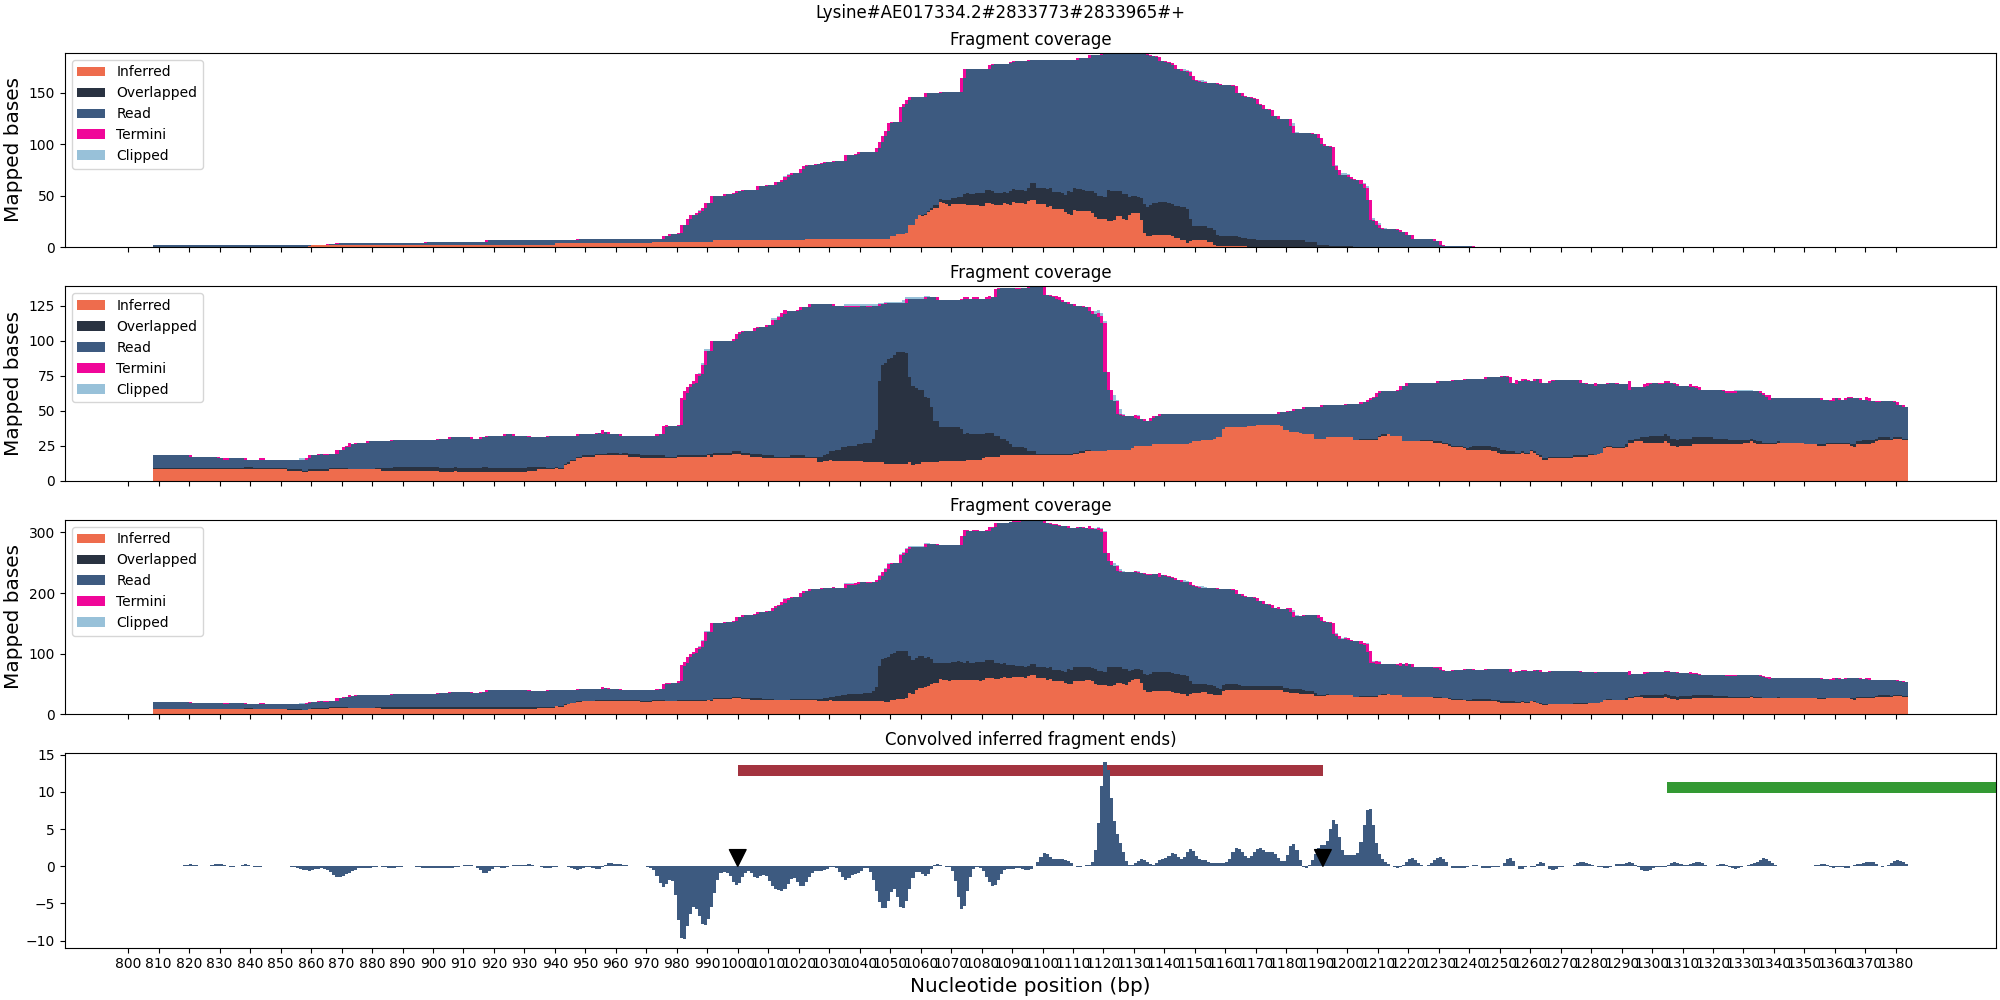 Lysine#AE017334.2#2833773#2833965#+
Fragment coverage
Mapped bases
150
100
50
0
Inferred
Overlapped
Read
Termini
Clipped
Fragment coverage
Mapped bases
125
100
75
50
25
0
Inferred
Overlapped
Read
Termini
Clipped
Fragment coverage
Mapped bases
300
200
100
0
Inferred
Overlapped
Read
Termini
Clipped
Convolved inferred fragment ends)
15
10
5
0
−5
−10
800 810 820 830 840 850 860 870 880 890 900 910 920 930 940 950 960 970 980 990 1000 1010 1020 1030 1040 1050 1060 1070 1080 1090 1100 1110 1120 1130 1140 1150 1160 1170 1180 1190 1200 1210 1220 1230 1240 1250 1260 1270 1280 1290 1300 1310 1320 1330 1340 1350 1360 1370 1380
Nucleotide position (bp)